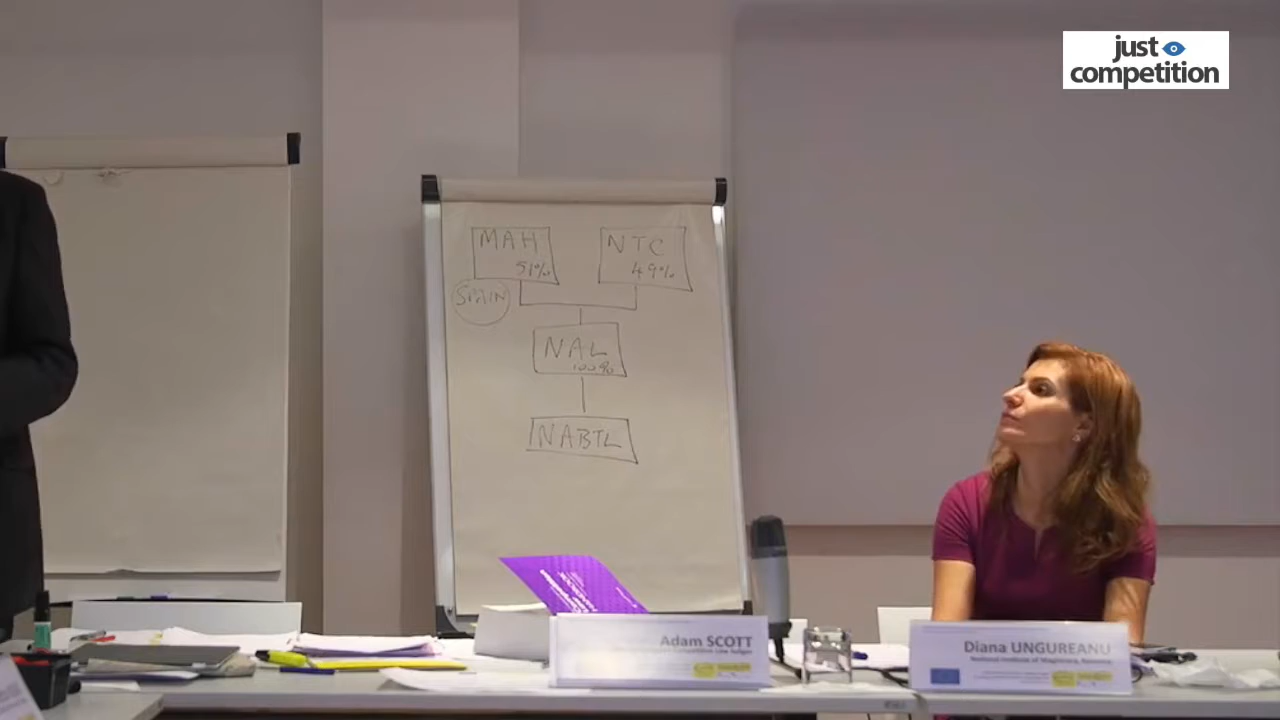 just
competition
MAH
51%
NTC
49%
SPAIN
NAL
100%
NABTL
Adam SCOTT
Diana UNGUREANU
National Institute of Magistracy, Romania